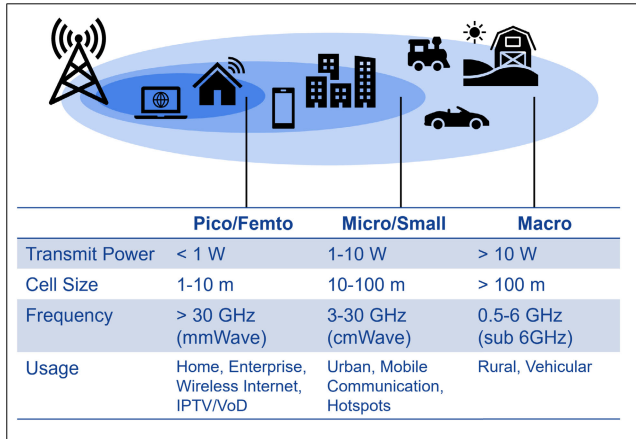 Pico/Femto Micro/Small Macro
Transmit Power < 1 W 1-10 W > 10 W
Cell Size 1-10 m 10-100 m > 100 m
Frequency > 30 GHz 3-30 GHz 0.5-6 GHz
(mmWave) (cmWave) (sub 6GHz)
Usage Home, Enterprise, Urban, Mobile Rural, Vehicular
Wireless Internet, Communication,
IPTV/VoD Hotspots